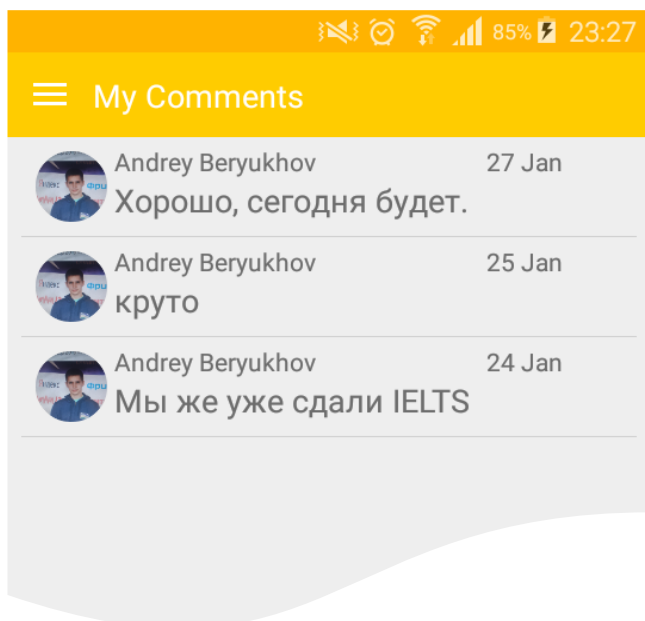 85% 23:27
My Comments
Andrey Beryukhov 27 Jan
Хорошо, сегодня будет.
Andrey Beryukhov 25 Jan
круто
Andrey Beryukhov 24 Jan
Мы же уже сдали IELTS